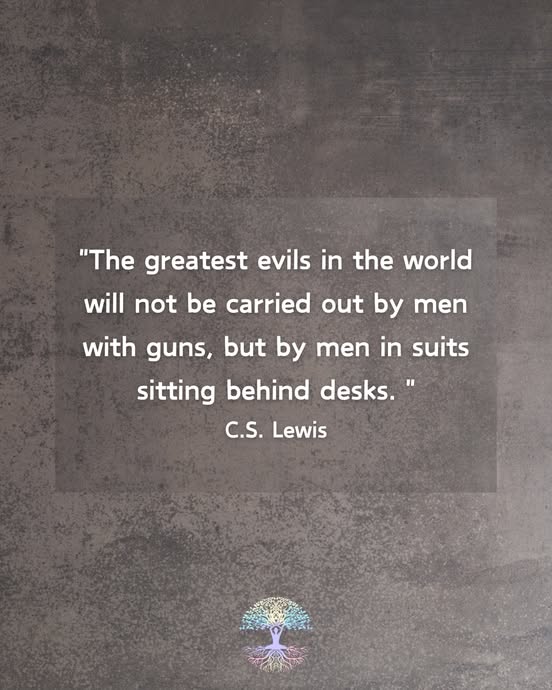 "The greatest evils in the world
will not be carried out by men
with guns, but by men in suits
sitting behind desks. "
C.S. Lewis